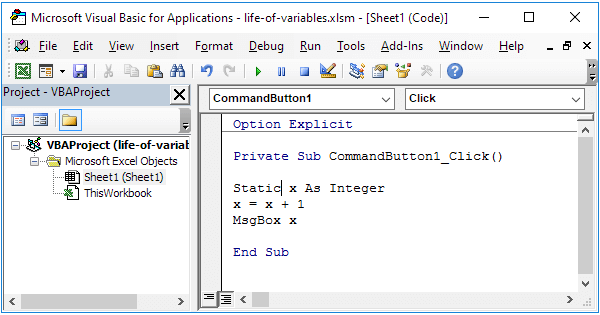 Microsoft Visual Basic for Applications - life-of-variables.xlsm - [Sheet1 (Code)]
File Edit View Insert Format Debug Run Tools Add-Ins Window Help
Project - VBAProject
VBAProject (life-of-variab
Microsoft Excel Objects
Sheet1 (Sheet1)
ThisWorkbook
CommandButton1 Click
Option Explicit
Private Sub CommandButton1_Click()
Static x As Integer
x = x + 1
MsgBox x
End Sub